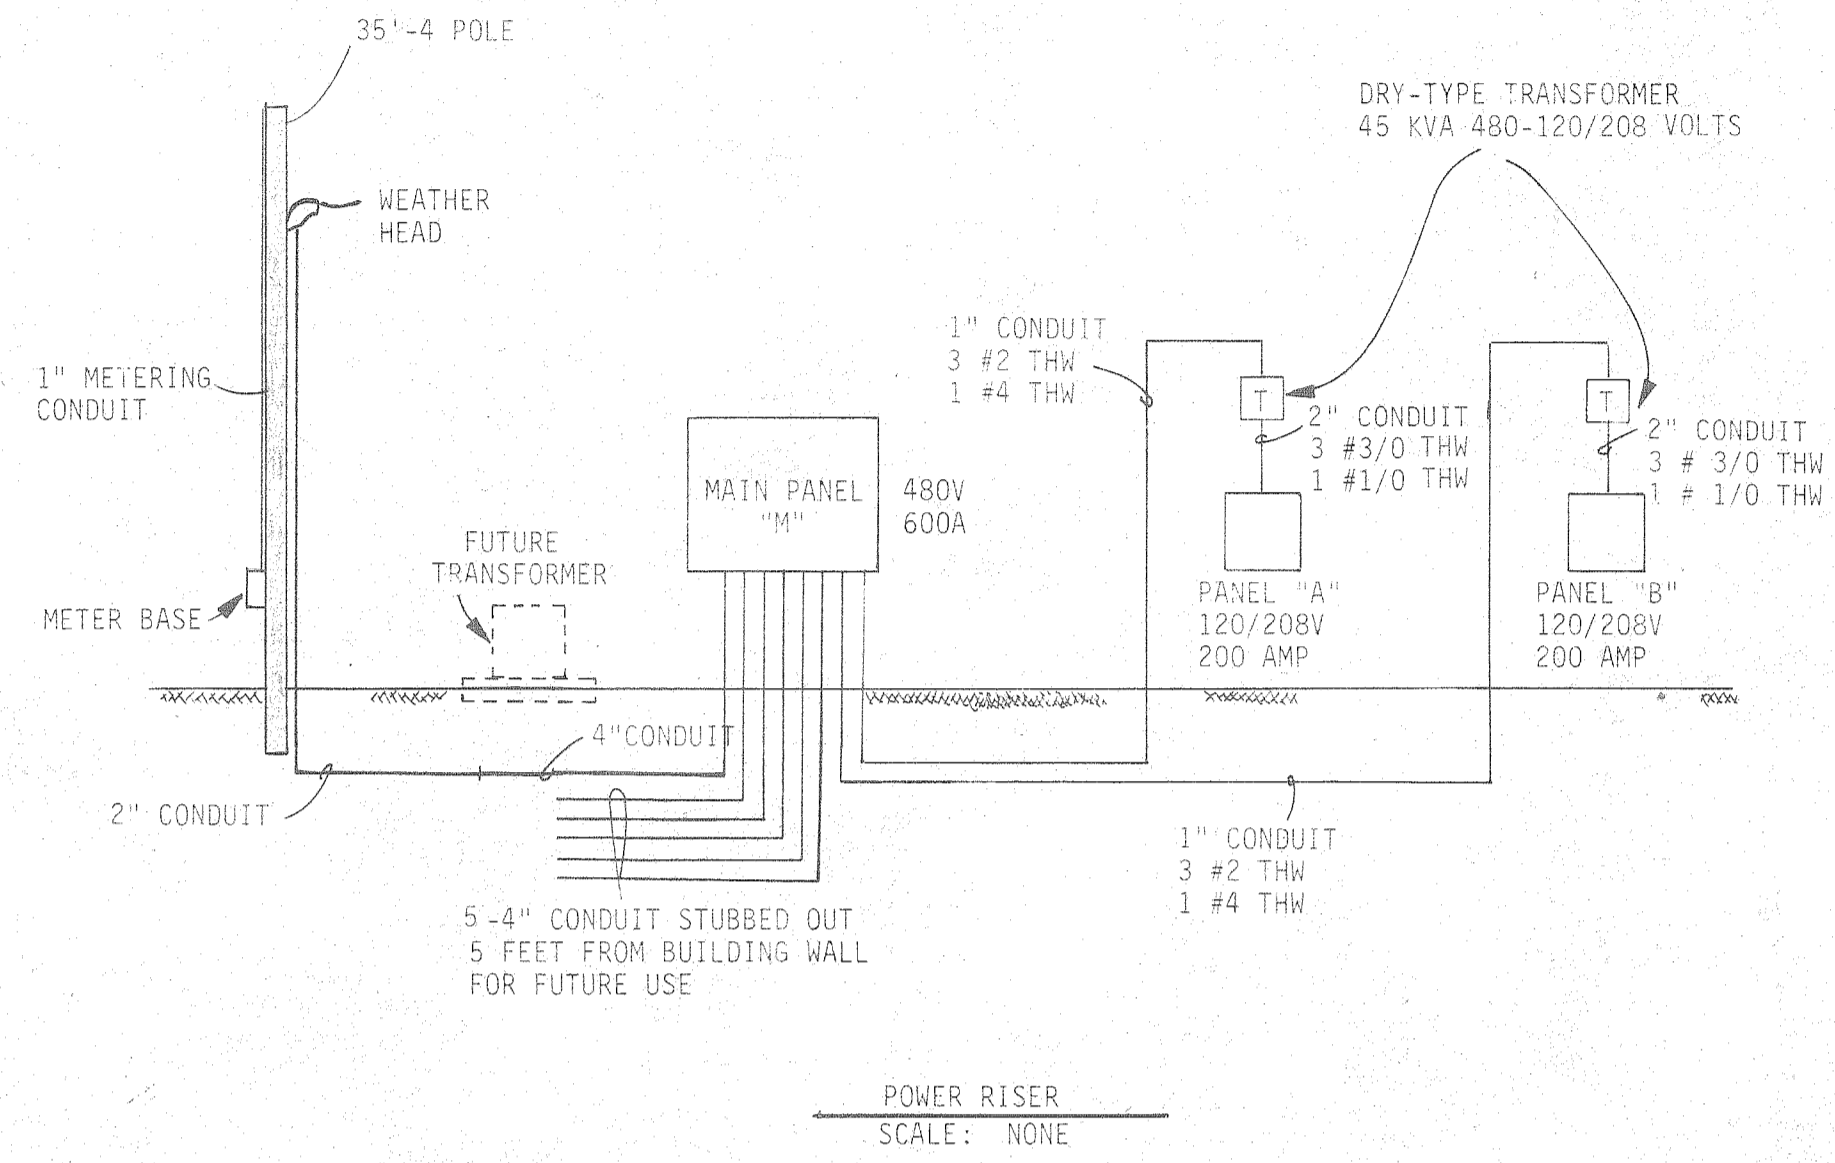 35'-4 POLE
DRY-TYPE TRANSFORMER
45 KVA 480-120/208 VOLTS
WEATHER
HEAD
1" CONDUIT
3 #2 THW
1 #4 THW
1" METERING
CONDUIT
T
T
2" CONDUIT
3 #3/0 THW
1 #1/0 THW
2" CONDUIT
3 # 3/0 THW
1 # 1/0 THW
MAIN PANEL
"M"
480V
600A
FUTURE
TRANSFORMER
METER BASE
PANEL "A"
120/208V
200 AMP
PANEL "B"
120/208V
200 AMP
4"CONDUIT
2" CONDUIT
1" CONDUIT
3 #2 THW
1 #4 THW
5-4" CONDUIT STUBBED OUT
5 FEET FROM BUILDING WALL
FOR FUTURE USE
POWER RISER
SCALE: NONE